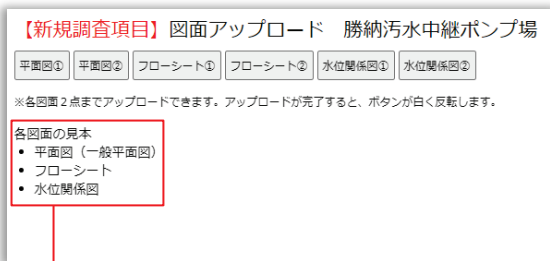 【新規調査項目】図面アップロード　勝納汚水中継ポンプ場
平面図① 平面図② フローシート① フローシート② 水位関係図① 水位関係図②
※各図面２点までアップロードできます。アップロードが完了すると、ボタンが白く反転します。
各図面の見本
• 平面図（一般平面図）
• フローシート
• 水位関係図